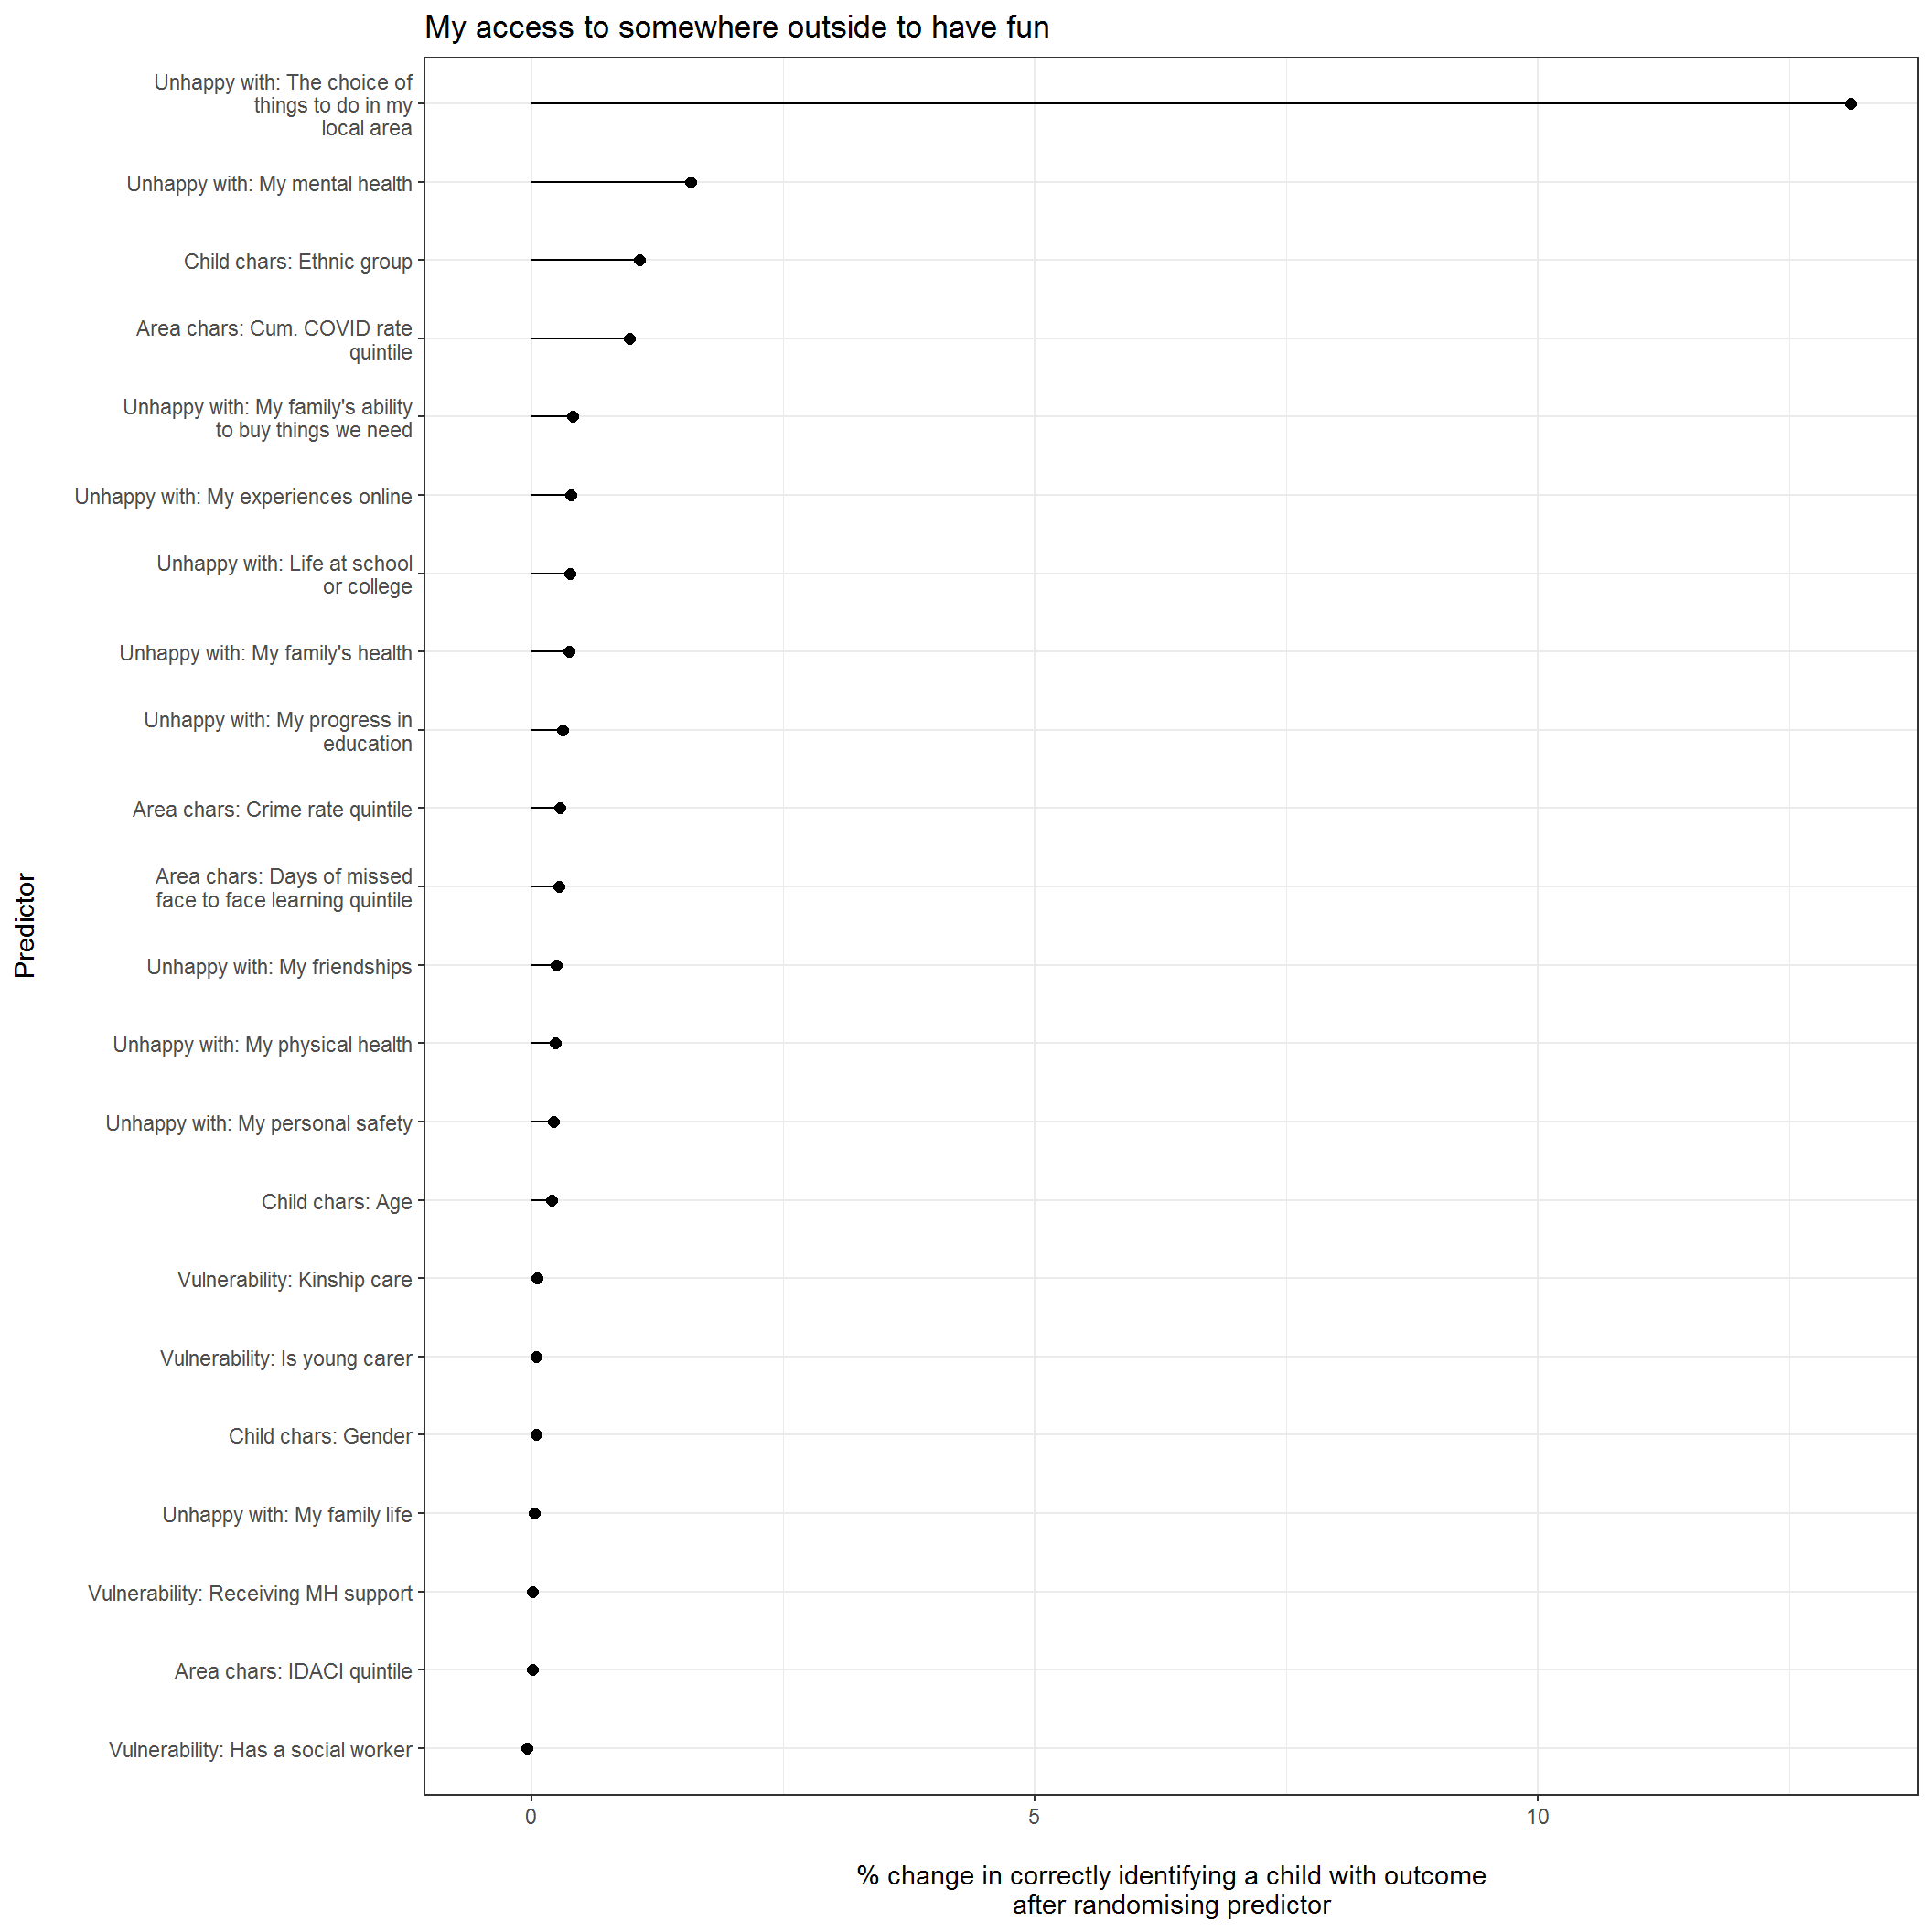 My access to somewhere outside to have fun
Unhappy with: The choice of
things to do in my
local area
Unhappy with: My mental health
Child chars: Ethnic group
Area chars: Cum. COVID rate
quintile
Unhappy with: My family's ability
to buy things we need
Unhappy with: My experiences online
Unhappy with: Life at school
or college
Unhappy with: My family's health
Unhappy with: My progress in
education
Area chars: Crime rate quintile
Area chars: Days of missed
face to face learning quintile
Unhappy with: My friendships
Unhappy with: My physical health
Unhappy with: My personal safety
Child chars: Age
Vulnerability: Kinship care
Vulnerability: Is young carer
Child chars: Gender
Unhappy with: My family life
Vulnerability: Receiving MH support
Area chars: IDACI quintile
Vulnerability: Has a social worker
Predictor
0
5
10
% change in correctly identifying a child with outcome
after randomising predictor